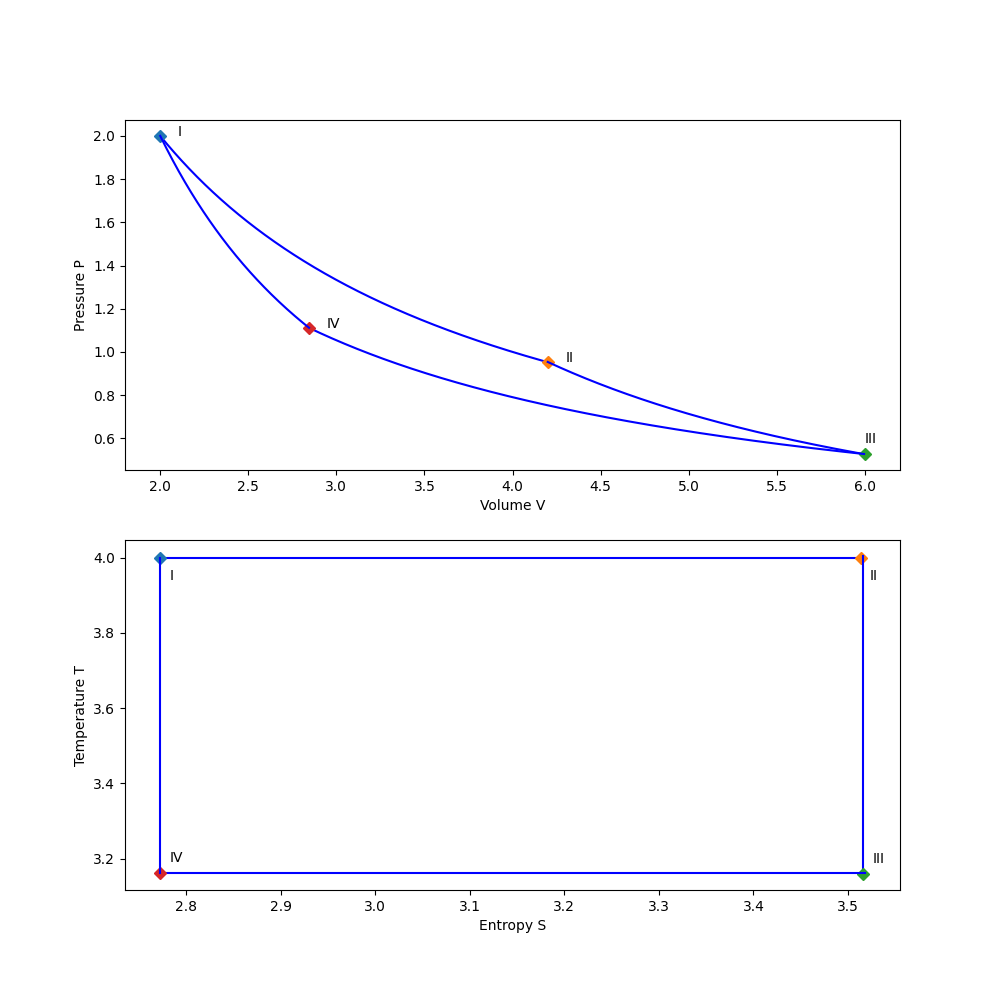 2.0
1.8
1.6
1.4
1.2
1.0
0.8
0.6
Pressure P
I
IV
II
III
2.0 2.5 3.0 3.5 4.0 4.5 5.0 5.5 6.0
Volume V
4.0
3.8
3.6
3.4
3.2
Temperature T
I
II
IV
III
2.8 2.9 3.0 3.1 3.2 3.3 3.4 3.5
Entropy S